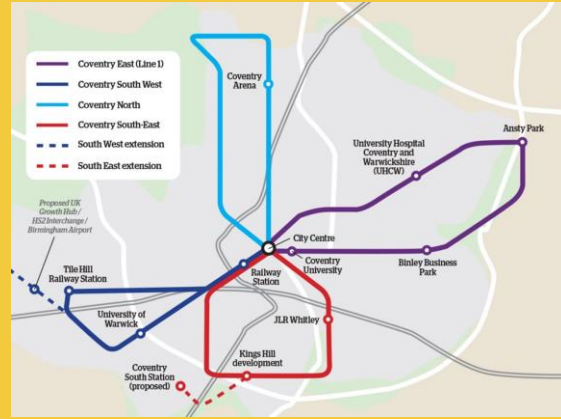 Coventry East (Line 1)
Coventry South West
Coventry North
Coventry South-East
South West extension
South East extension
Coventry
Arena
University Hospital
Coventry and
Warwickshire
(UHCW)
Ansty Park
Proposed UK
Growth Hub /
HS2 Interchange /
Birmingham Airport
City Centre
Coventry
University
Binley Business
Park
Railway
Station
Tile Hill
Railway Station
University of
Warwick
JLR Whitley
Kings Hill
development
Coventry
South Station
(proposed)